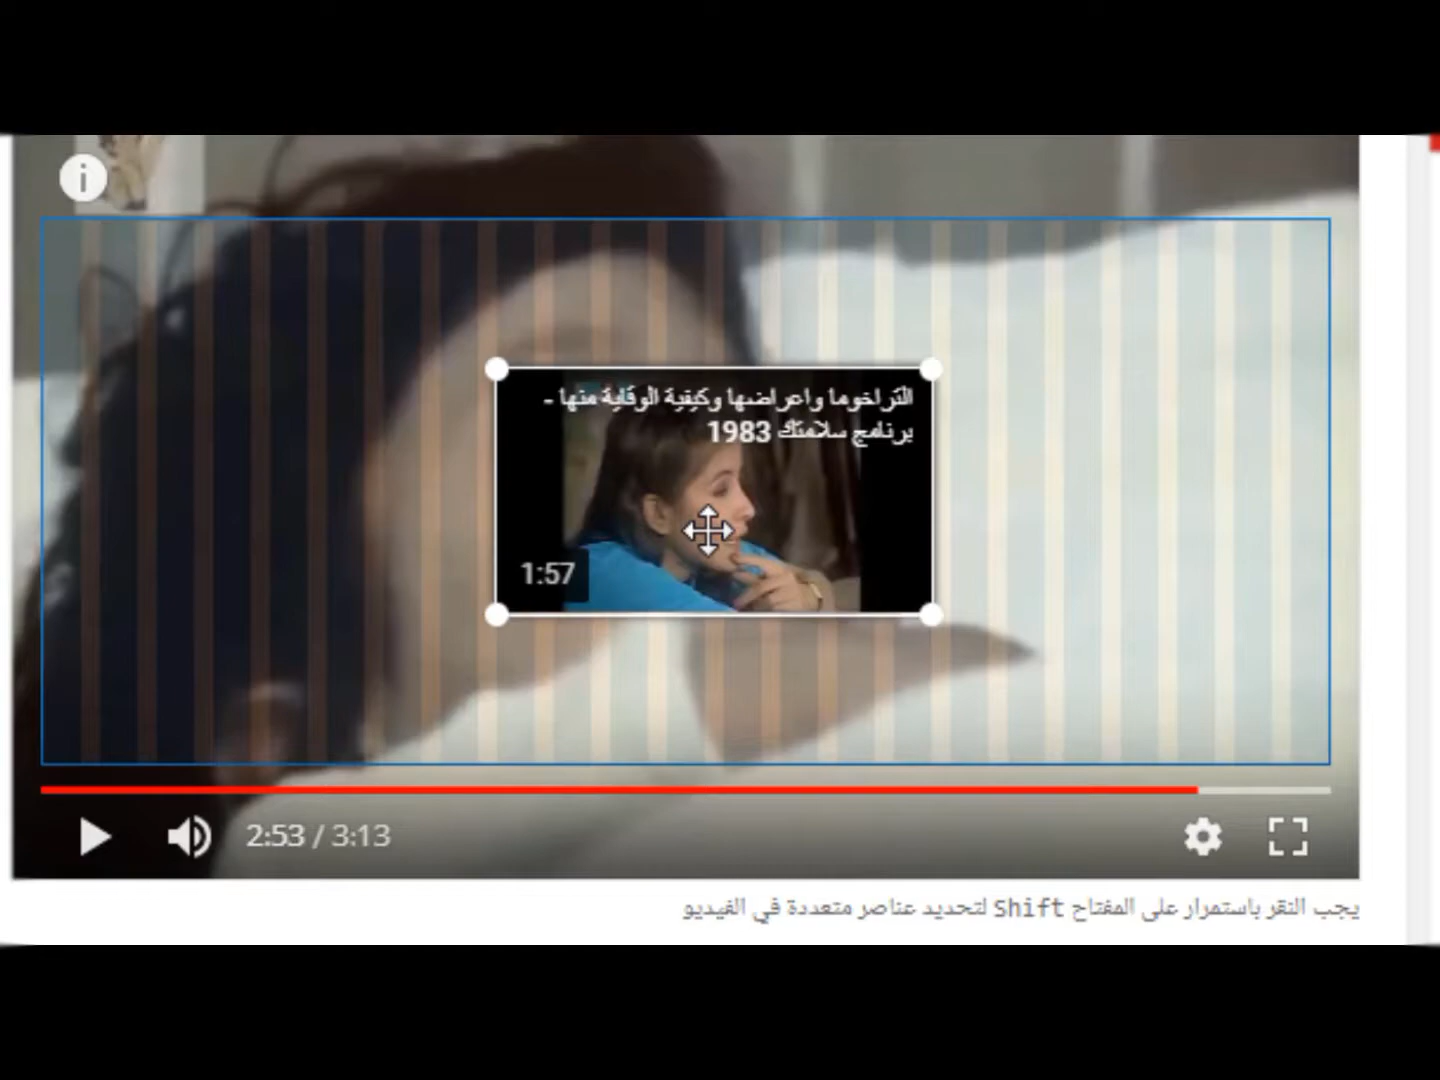 التراخوما واعراضها وكيفية الوقاية منها -
برنامج سلامتك 1983
1:57
2:53 / 3:13
يجب النقر باستمرار على المفتاح Shift لتحديد عناصر متعددة في الفيديو